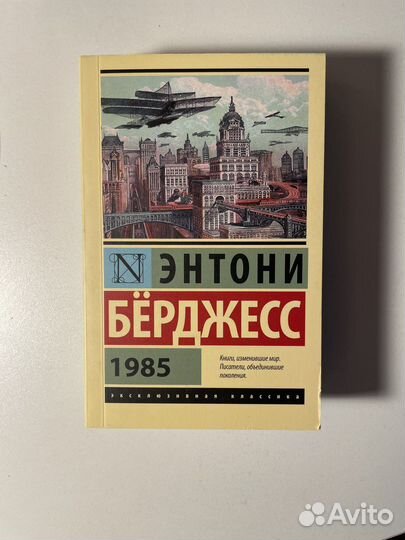 N
ЭНТОНИ
БЁРДЖЕСС
1985
Книги, изменившие мир.
Писатели, объединившие
поколения.
эксклюзивная классика
Avito